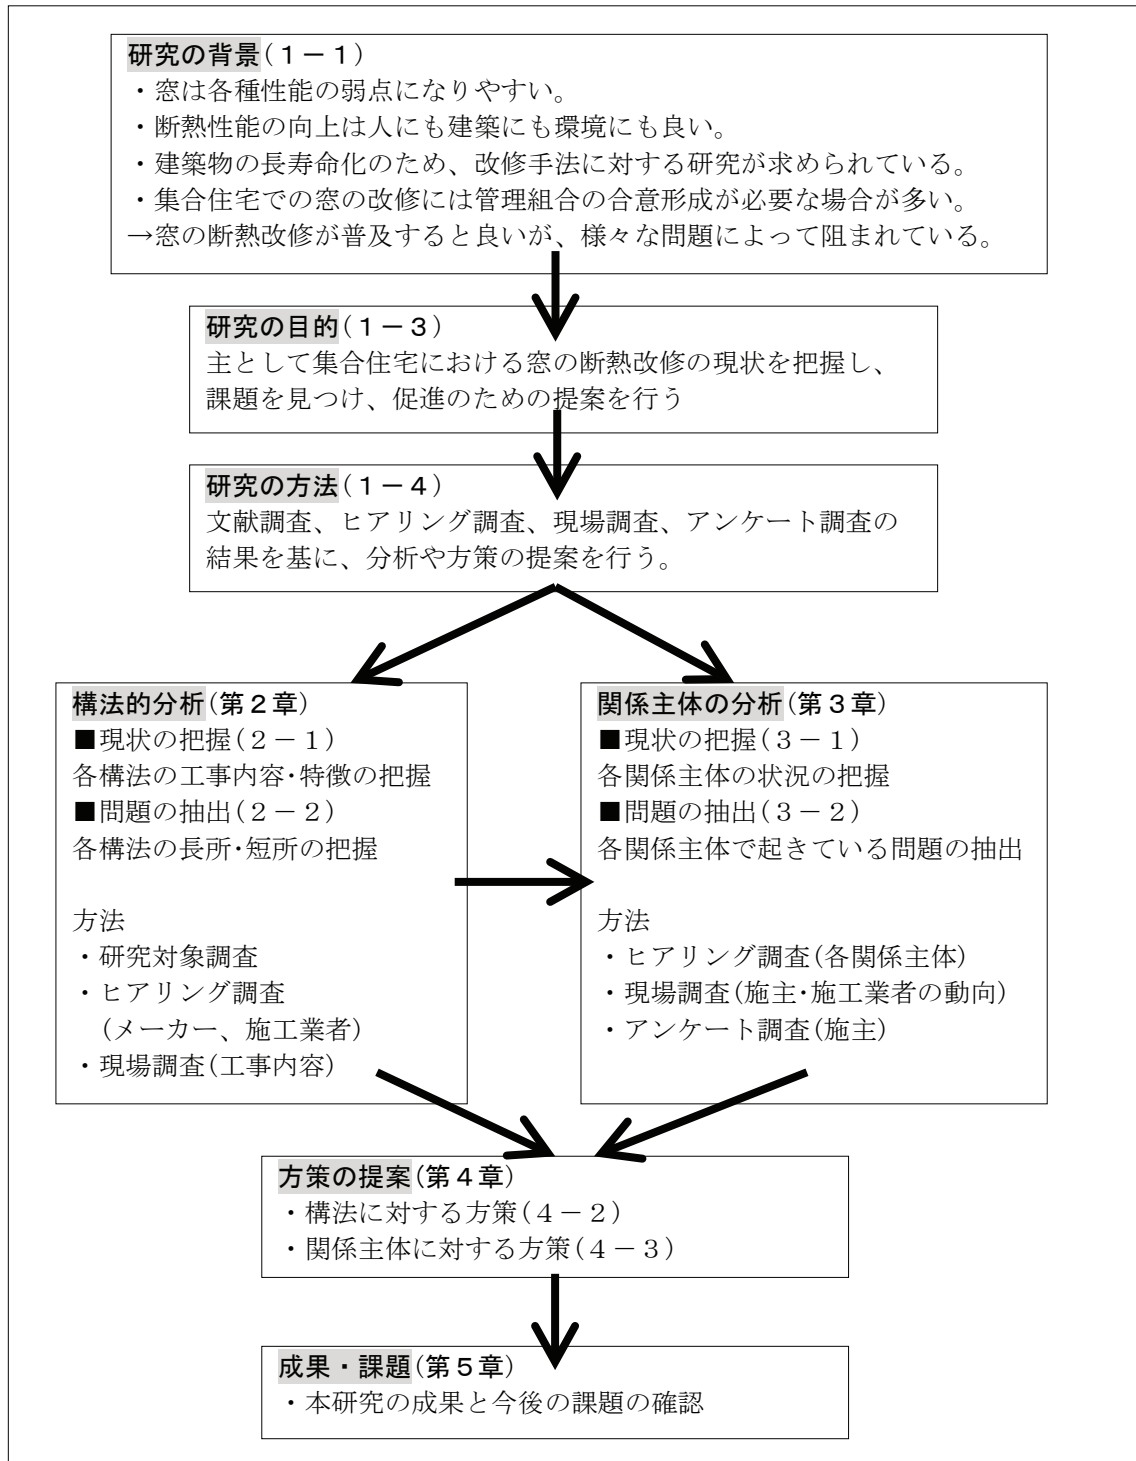 研究の背景(1-1)
・窓は各種性能の弱点になりやすい。
・断熱性能の向上は人にも建築にも環境にも良い。
・建築物の長寿命化のため、改修手法に対する研究が求められている。
・集合住宅での窓の改修には管理組合の合意形成が必要な場合が多い。
→窓の断熱改修が普及すると良いが、様々な問題によって阻まれている。
研究の目的(1-3)
主として集合住宅における窓の断熱改修の現状を把握し、
課題を見つけ、促進のための提案を行う
研究の方法(1-4)
文献調査、ヒアリング調査、現場調査、アンケート調査の
結果を基に、分析や方策の提案を行う。
構法的分析(第2章)
■現状の把握(2-1)
各構法の工事内容・特徴の把握
■問題の抽出(2-2)
各構法の長所・短所の把握
方法
・研究対象調査
・ヒアリング調査
(メーカー、施工業者)
・現場調査(工事内容)
関係主体の分析(第3章)
■現状の把握(3-1)
各関係主体の状況の把握
■問題の抽出(3-2)
各関係主体で起きている問題の抽出
方法
・ヒアリング調査(各関係主体)
・現場調査(施主・施工業者の動向)
・アンケート調査(施主)
方策の提案(第4章)
・構法に対する方策(4-2)
・関係主体に対する方策(4-3)
成果・課題(第5章)
・本研究の成果と今後の課題の確認